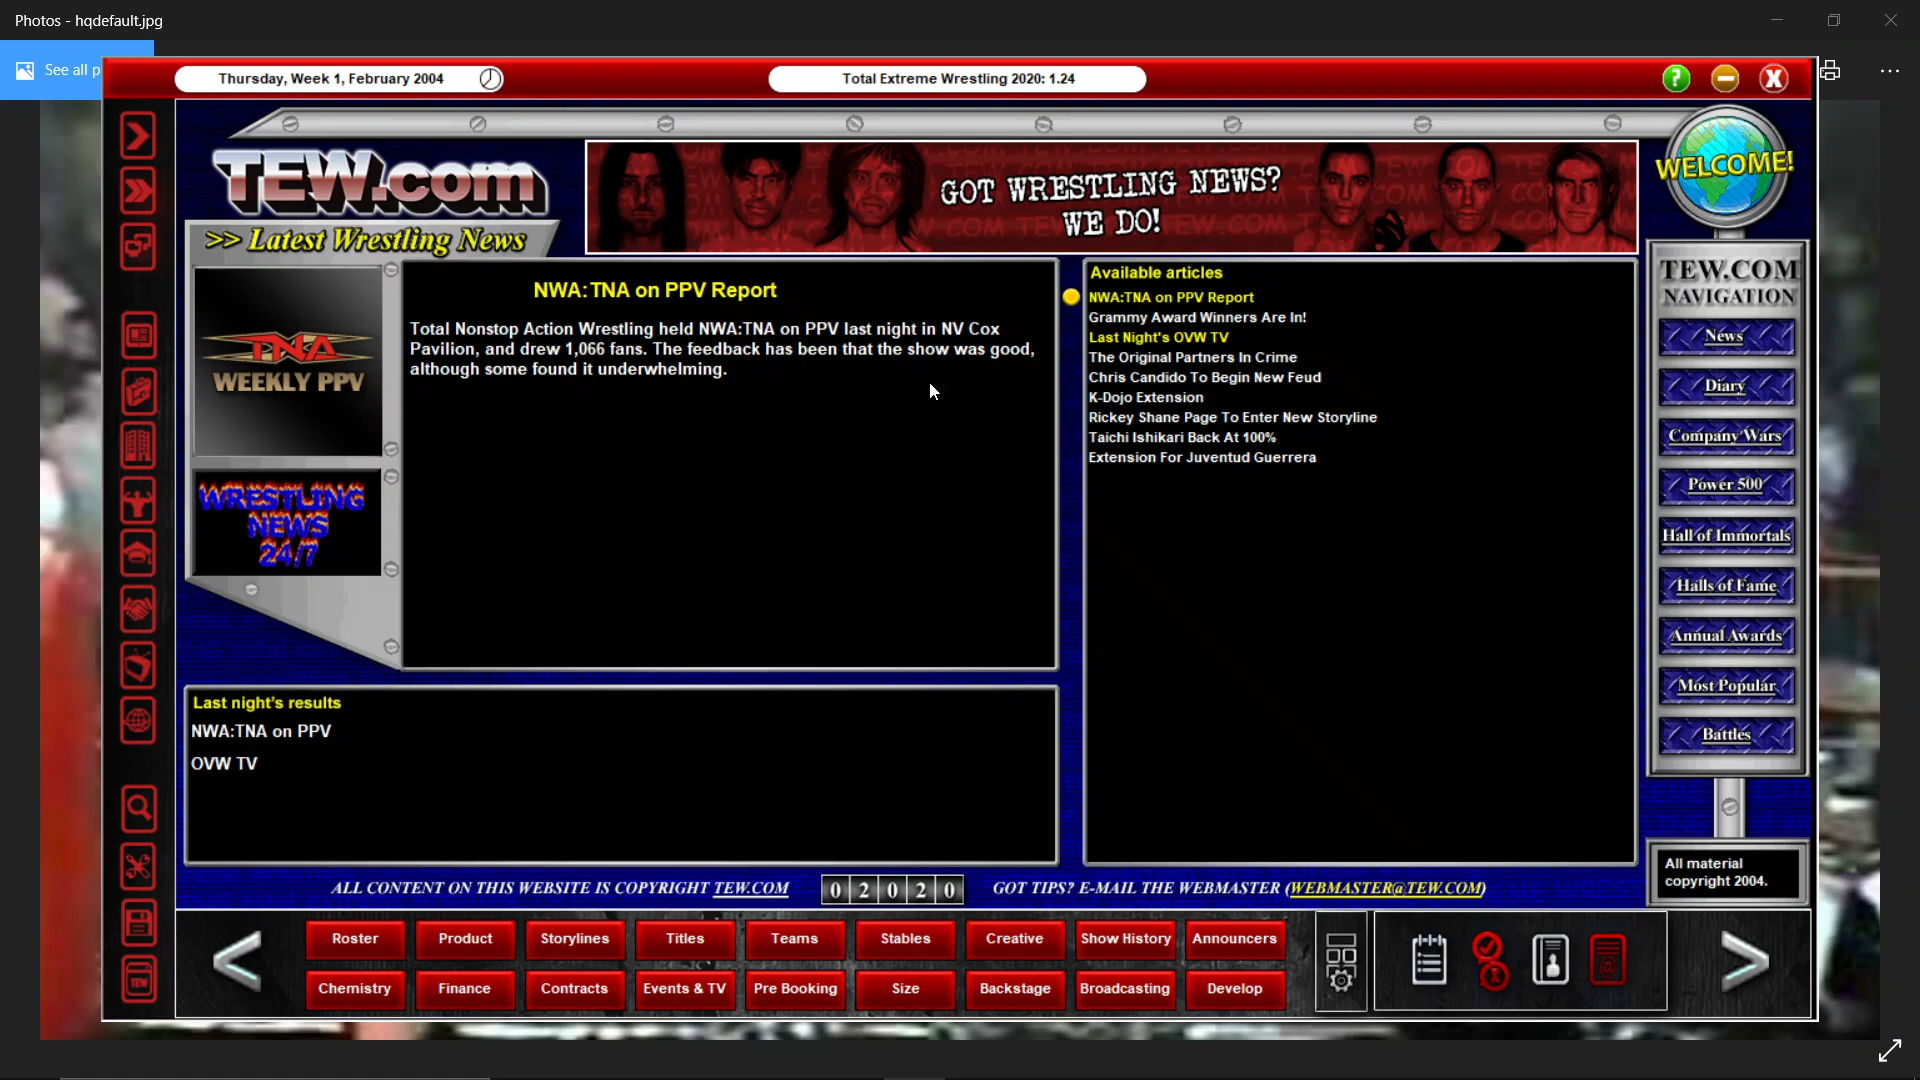 Photos - hqdefault.jpg
See all p
Thursday, Week 1, February 2004
Total Extreme Wrestling 2020: 1.24
TEW.com
GOT WRESTLING NEWS?
WE DO!
WELCOME!
>> Latest Wrestling News
TNA
WEEKLY PPV
WRESTLING
NEWS
24/7
NWA:TNA on PPV Report
Total Nonstop Action Wrestling held NWA:TNA on PPV last night in NV Cox
Pavilion, and drew 1,066 fans. The feedback has been that the show was good,
although some found it underwhelming.
Available articles
NWA:TNA on PPV Report
Grammy Award Winners Are In!
Last Night's OVW TV
The Original Partners In Crime
Chris Candido To Begin New Feud
K-Dojo Extension
Rickey Shane Page To Enter New Storyline
Taichi Ishikari Back At 100%
Extension For Juventud Guerrera
TEW.COM
NAVIGATION
News
Diary
Company Wars
Power 500
Hall of Immortals
Halls of Fame
Annual Awards
Most Popular
Battles
Last night's results
NWA:TNA on PPV
OVW TV
All material
copyright 2004.
ALL CONTENT ON THIS WEBSITE IS COPYRIGHT TEW.COM
0 2 0 2 0
GOT TIPS? E-MAIL THE WEBMASTER (WEBMASTER@TEW.COM)
Roster Product Storylines Titles Teams Stables Creative Show History Announcers
Chemistry Finance Contracts Events & TV Pre Booking Size Backstage Broadcasting Develop
TEW